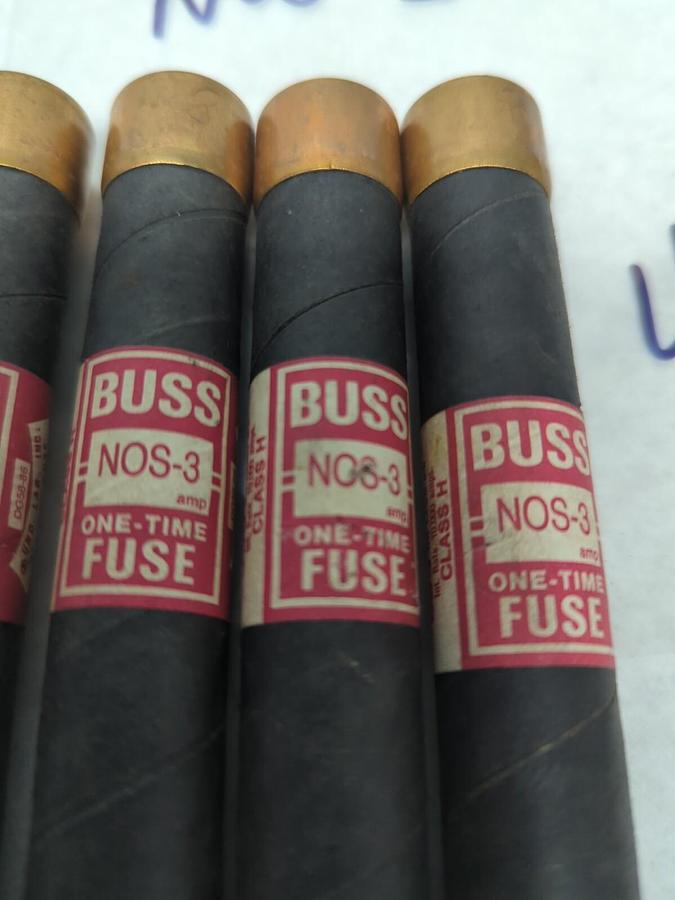 BUSS
NOS-3
amp
ONE-TIME
FUSE
CLASS H
BUSS
NOS-3
amp
ONE-TIME
FUSE
CLASS H
BUSS
NOS-3
amp
ONE-TIME
FUSE